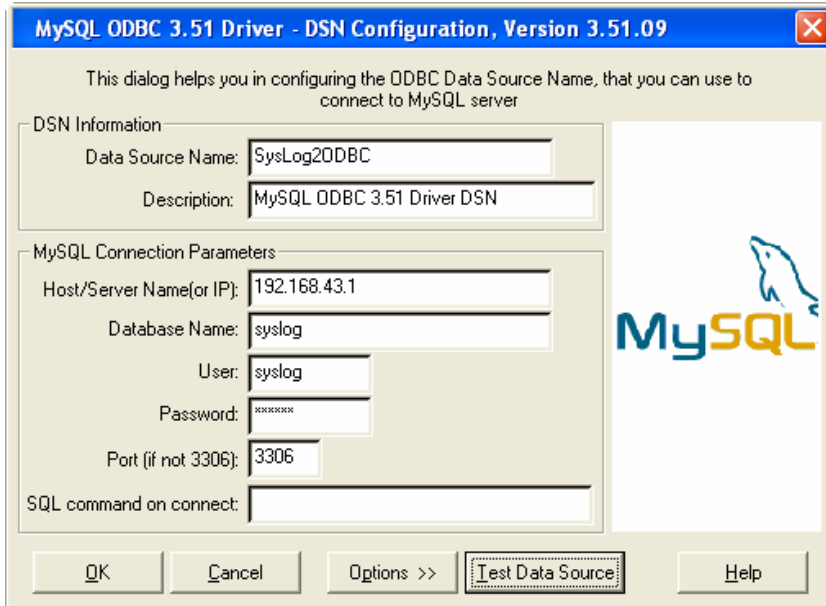 MySQL ODBC 3.51 Driver - DSN Configuration, Version 3.51.09
This dialog helps you in configuring the ODBC Data Source Name, that you can use to
connect to MySQL server
DSN Information
Data Source Name: SysLog2ODBC
Description: MySQL ODBC 3.51 Driver DSN
MySQL Connection Parameters
Host/Server Name(or IP): 192.168.43.1
Database Name: syslog
User: syslog
Password: ××××××
Port (if not 3306): 3306
SQL command on connect:
MySQL
OK Cancel Options >> Test Data Source Help